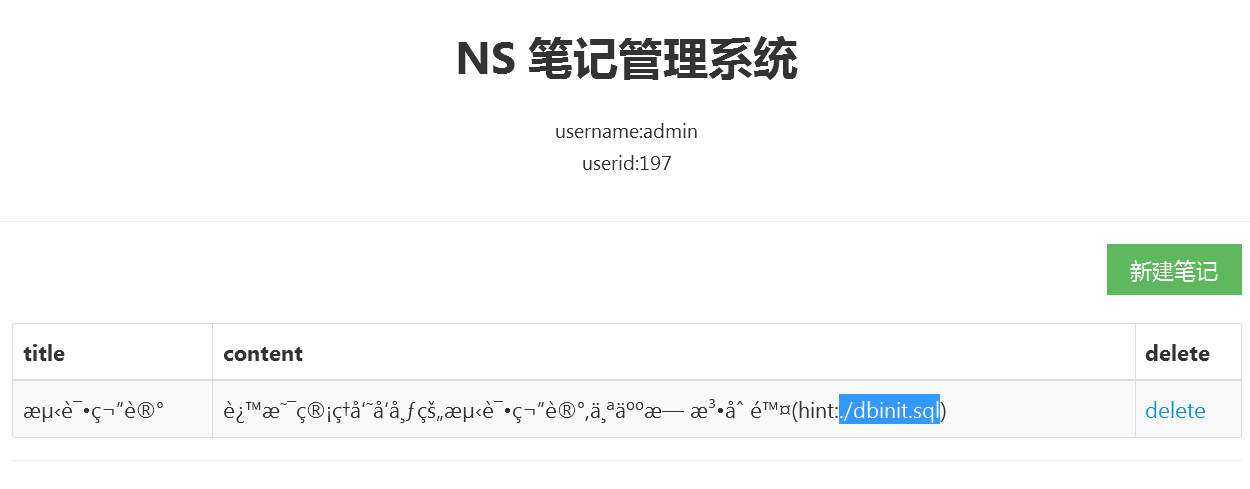 NS 笔记管理系统
username:admin
userid:197
新建笔记
title content delete
æµ‹è¯•ç¬”è®° è¿™æ˜¯ç®¡ç†å‘˜å‘å¸ƒçš„æµ‹è¯•ç¬”è®°,ä¸ªäººæ— æ³•åˆ é™¤(hint:./dbinit.sql) delete